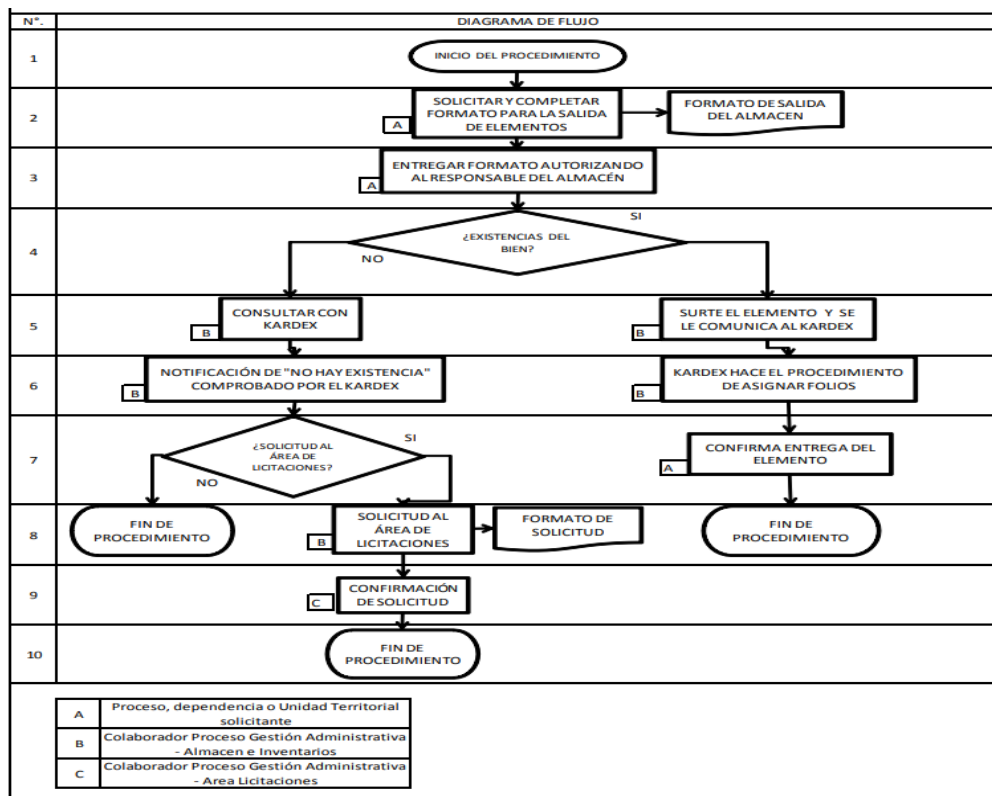 N°.
DIAGRAMA DE FLUJO
1
INICIO DEL PROCEDIMIENTO
2
SOLICITAR Y COMPLETAR
FORMATO PARA LA SALIDA
DE ELEMENTOS
A
FORMATO DE SALIDA
DEL ALMACEN
3
ENTREGAR FORMATO AUTORIZANDO
AL RESPONSABLE DEL ALMACÉN
A
4
¿EXISTENCIAS DEL
BIEN?
SI
NO
5
CONSULTAR CON
KARDEX
B
SURTE EL ELEMENTO Y SE
LE COMUNICA AL KARDEX
B
6
NOTIFICACIÓN DE "NO HAY EXISTENCIA"
COMPROBADO POR EL KARDEX
B
KARDEX HACE EL PROCEDIMIENTO
DE ASIGNAR FOLIOS
B
7
¿SOLICITUD AL
ÁREA DE
LICITACIONES?
SI
NO
CONFIRMA ENTREGA DEL
ELEMENTO
A
8
FIN DE
PROCEDIMIENTO
SOLICITUD AL
ÁREA DE
LICITACIONES
B
FORMATO DE
SOLICITUD
FIN DE
PROCEDIMIENTO
9
CONFIRMACIÓN
DE SOLICITUD
C
10
FIN DE
PROCEDIMIENTO
A
Proceso, dependencia o Unidad Territorial
solicitante
B
Colaborador Proceso Gestión Administrativa
- Almacen e Inventarios
C
Colaborador Proceso Gestión Administrativa
- Area Licitaciones